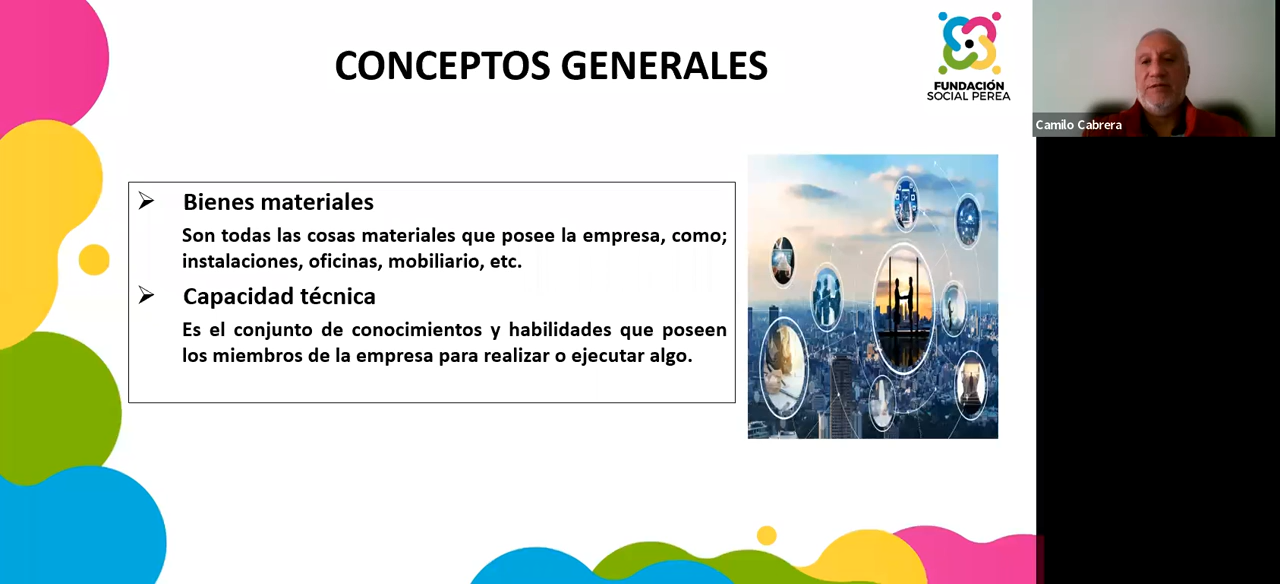 CONCEPTOS GENERALES
FUNDACIÓN
SOCIAL PEREA
Camilo Cabrera
➢ Bienes materiales
Son todas las cosas materiales que posee la empresa, como;
instalaciones, oficinas, mobiliario, etc.
➢ Capacidad técnica
Es el conjunto de conocimientos y habilidades que poseen
los miembros de la empresa para realizar o ejecutar algo.